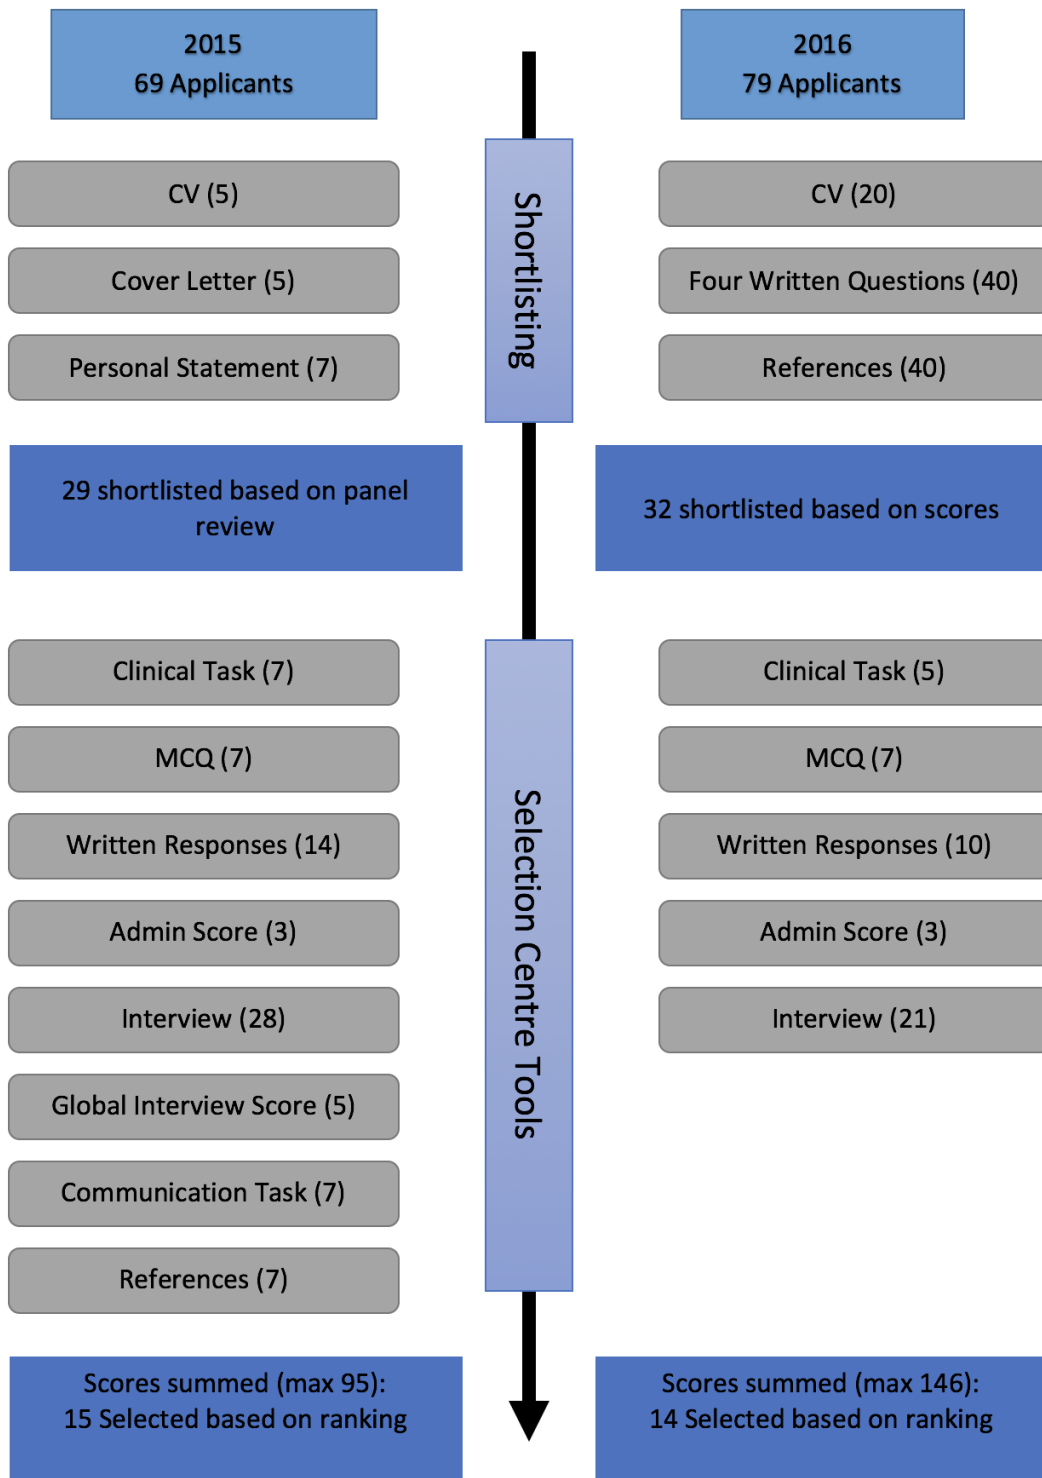 2015
69 Applicants
CV (5)
Cover Letter (5)
Personal Statement (7)
29 shortlisted based on panel
review
Clinical Task (7)
MCQ (7)
Written Responses (14)
Admin Score (3)
Interview (28)
Global Interview Score (5)
Communication Task (7)
References (7)
Scores summed (max 95):
15 Selected based on ranking
Shortlisting
Selection Centre Tools
2016
79 Applicants
CV (20)
Four Written Questions (40)
References (40)
32 shortlisted based on scores
Clinical Task (5)
MCQ (7)
Written Responses (10)
Admin Score (3)
Interview (21)
Scores summed (max 146):
14 Selected based on ranking